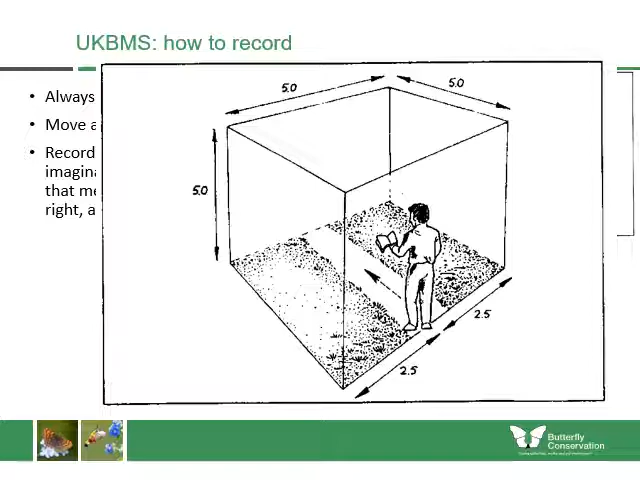 UKBMS: how to record
• Always
• Move a
• Record
imagina
that me
right, a
5.0
5.0
5.0
2.5
2.5
Butterfly
Conservation